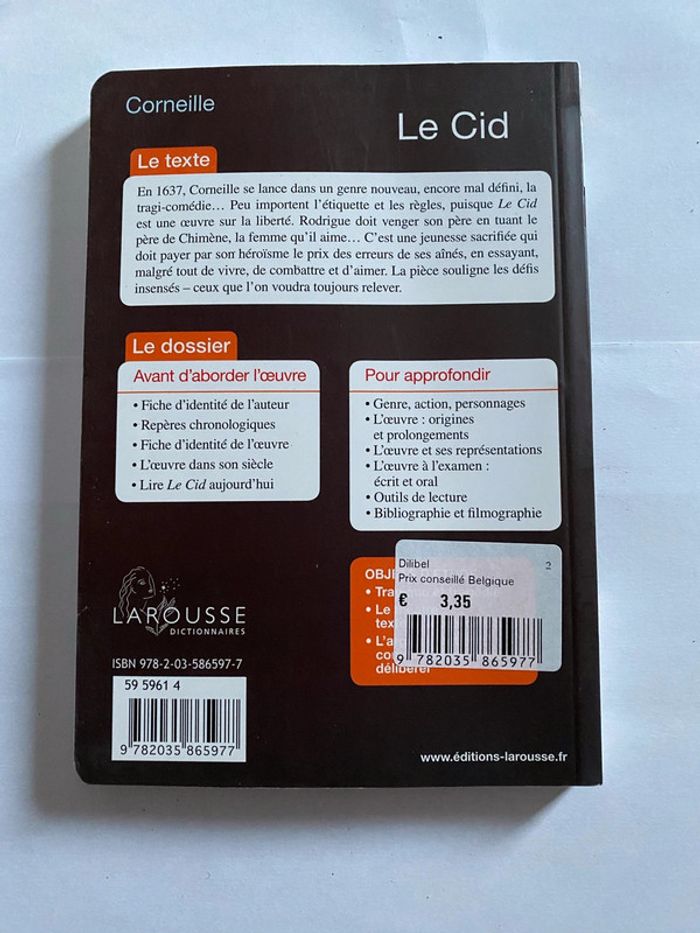 Corneille
Le Cid
Le texte
En 1637, Corneille se lance dans un genre nouveau, encore mal défini, la
tragi-comédie… Peu importent l'étiquette et les règles, puisque Le Cid
est une œuvre sur la liberté. Rodrigue doit venger son père en tuant le
père de Chimène, la femme qu'il aime… C'est une jeunesse sacrifiée qui
doit payer par son héroïsme le prix des erreurs de ses aînés, en essayant,
malgré tout de vivre, de combattre et d'aimer. La pièce souligne les défis
insensés – ceux que l'on voudra toujours relever.
Le dossier
Avant d'aborder l'œuvre
• Fiche d'identité de l'auteur
• Repères chronologiques
• Fiche d'identité de l'œuvre
• L'œuvre dans son siècle
• Lire Le Cid aujourd'hui
Pour approfondir
• Genre, action, personnages
• L'œuvre : origines
et prolongements
• L'œuvre et ses représentations
• L'œuvre à l'examen :
écrit et oral
• Outils de lecture
• Bibliographie et filmographie
Dilibel 2
Prix conseillé Belgique
€ 3,35
9 782035 865977
délibérer
LAROUSSE
DICTIONNAIRES
ISBN 978-2-03-586597-7
59 5961 4
9 782035 865977
www.éditions-larousse.fr